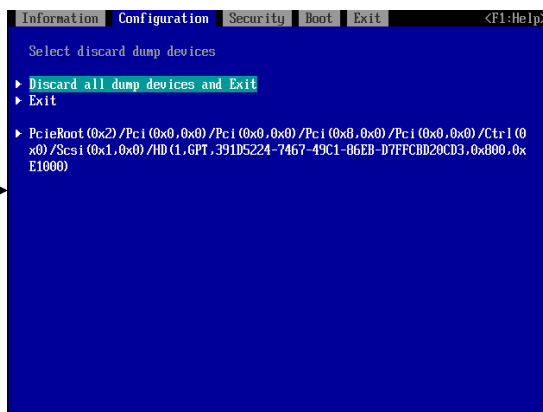 Information Configuration Security Boot Exit <F1:Help>
Select discard dump devices
Discard all dump devices and Exit
Exit
PcieRoot(0x2)/Pci(0x0,0x0)/Pci(0x0,0x0)/Pci(0x8,0x0)/Pci(0x0,0x0)/Ctrl(0
x0)/Scsi(0x1,0x0)/HD(1,GPT,391D5224-7467-49C1-86EB-D7FFCBD20CD3,0x800,0x
E1000)